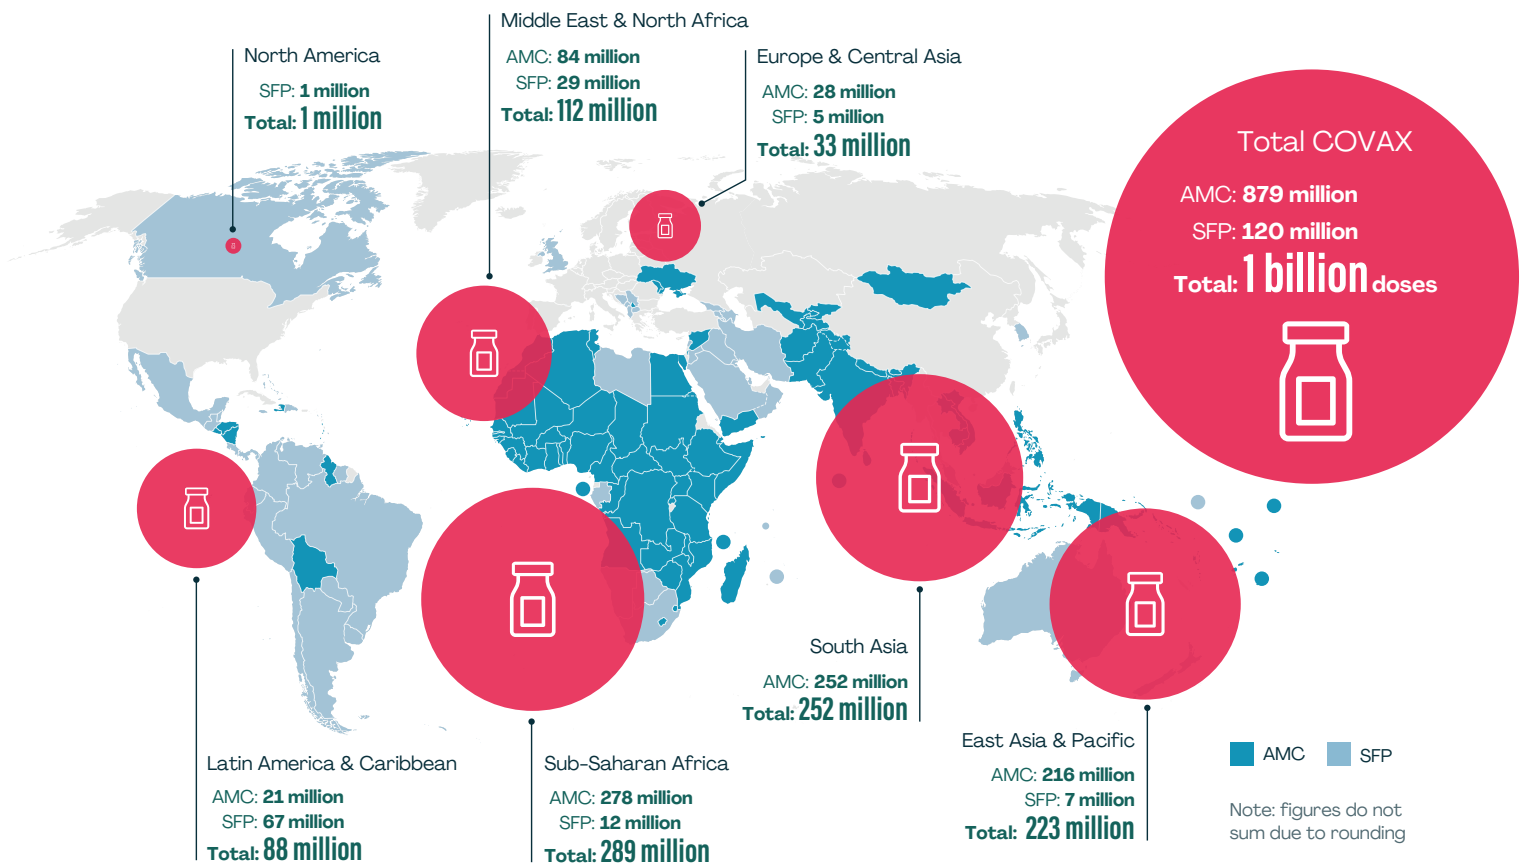 Middle East & North Africa
AMC: 84 million
SFP: 29 million
Total: 112 million
North America
SFP: 1 million
Total: 1 million
Europe & Central Asia
AMC: 28 million
SFP: 5 million
Total: 33 million
Total COVAX
AMC: 879 million
SFP: 120 million
Total: 1 billion doses
South Asia
AMC: 252 million
Total: 252 million
East Asia & Pacific
AMC: 216 million
SFP: 7 million
Total: 223 million
Latin America & Caribbean
AMC: 21 million
SFP: 67 million
Total: 88 million
Sub-Saharan Africa
AMC: 278 million
SFP: 12 million
Total: 289 million
AMC SFP
Note: figures do not
sum due to rounding